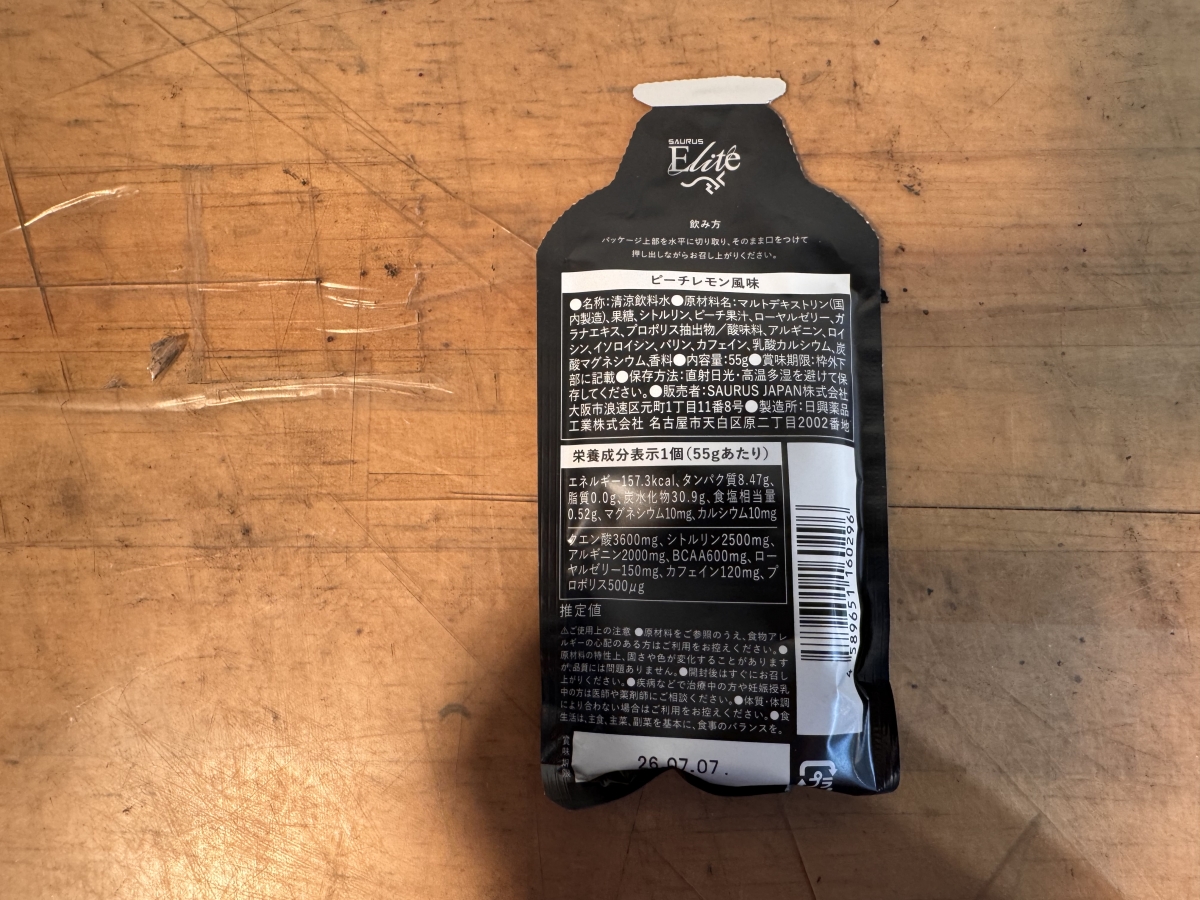 SAURUS
Elite
飲み方
パッケージ上部を水平に切り取り、そのまま口をつけて
押し出しながらお召し上がりください。
ピーチレモン風味
●名称:清涼飲料水●原材料名:マルトデキストリン(国
内製造)、果糖、シトルリン、ピーチ果汁、ローヤルゼリー、ガ
ラナエキス、プロポリス抽出物/酸味料、アルギニン、ロイ
シン、イソロイシン、バリン、カフェイン、乳酸カルシウム、炭
酸マグネシウム、香料●内容量:55g●賞味期限:枠外下
部に記載●保存方法:直射日光・高温多湿を避けて保
存してください。●販売者:SAURUS JAPAN株式会社
大阪市浪速区元町1丁目11番8号●製造所:日興薬品
工業株式会社 名古屋市天白区原二丁目2002番地
栄養成分表示1個(55gあたり)
エネルギー157.3kcal、タンパク質8.47g、
脂質0.0g、炭水化物30.9g、食塩相当量
0.52g、マグネシウム10mg、カルシウム10mg
クエン酸3600mg、シトルリン2500mg、
アルギニン2000mg、BCAA600mg、ロー
ヤルゼリー150mg、カフェイン120mg、プ
ロポリス500μg
推定値
⚠ご使用上の注意 ●原材料をご参照のうえ、食物アレ
ルギーの心配のある方はご利用をお控えください。●
原材料の特性上、固さや色が変化することがあります
が、品質には問題ありません。●開封後はすぐにお召し
上がりください。●疾病などで治療中の方や妊娠授乳
中の方は医師や薬剤師にご相談ください。●体質・体調
により合わない場合はご利用をお控えください。●食
生活は、主食、主菜、副菜を基本に、食事のバランスを。
賞味期限
26.07.07.
プラ
4 589651 160296